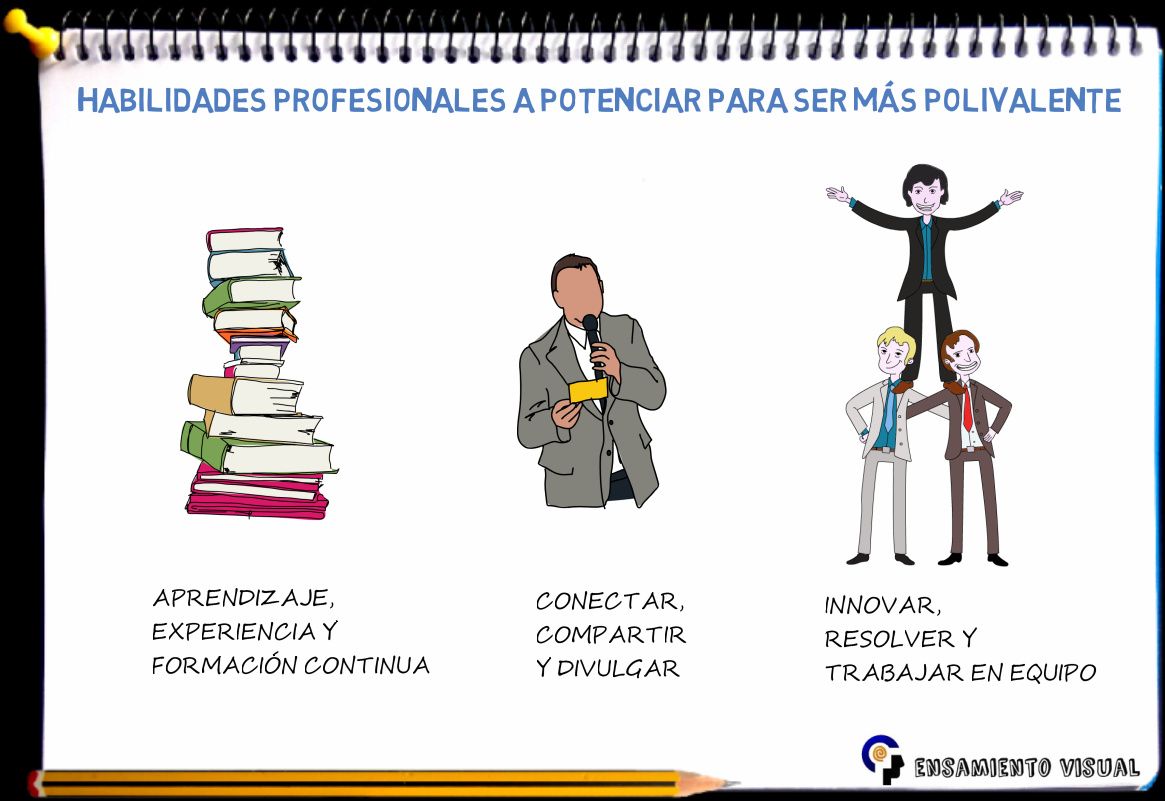 HABILIDADES PROFESIONALES A POTENCIAR PARA SER MÁS POLIVALENTE
APRENDIZAJE,
EXPERIENCIA Y
FORMACIÓN CONTINUA
CONECTAR,
COMPARTIR
Y DIVULGAR
INNOVAR,
RESOLVER Y
TRABAJAR EN EQUIPO
PENSAMIENTO VISUAL